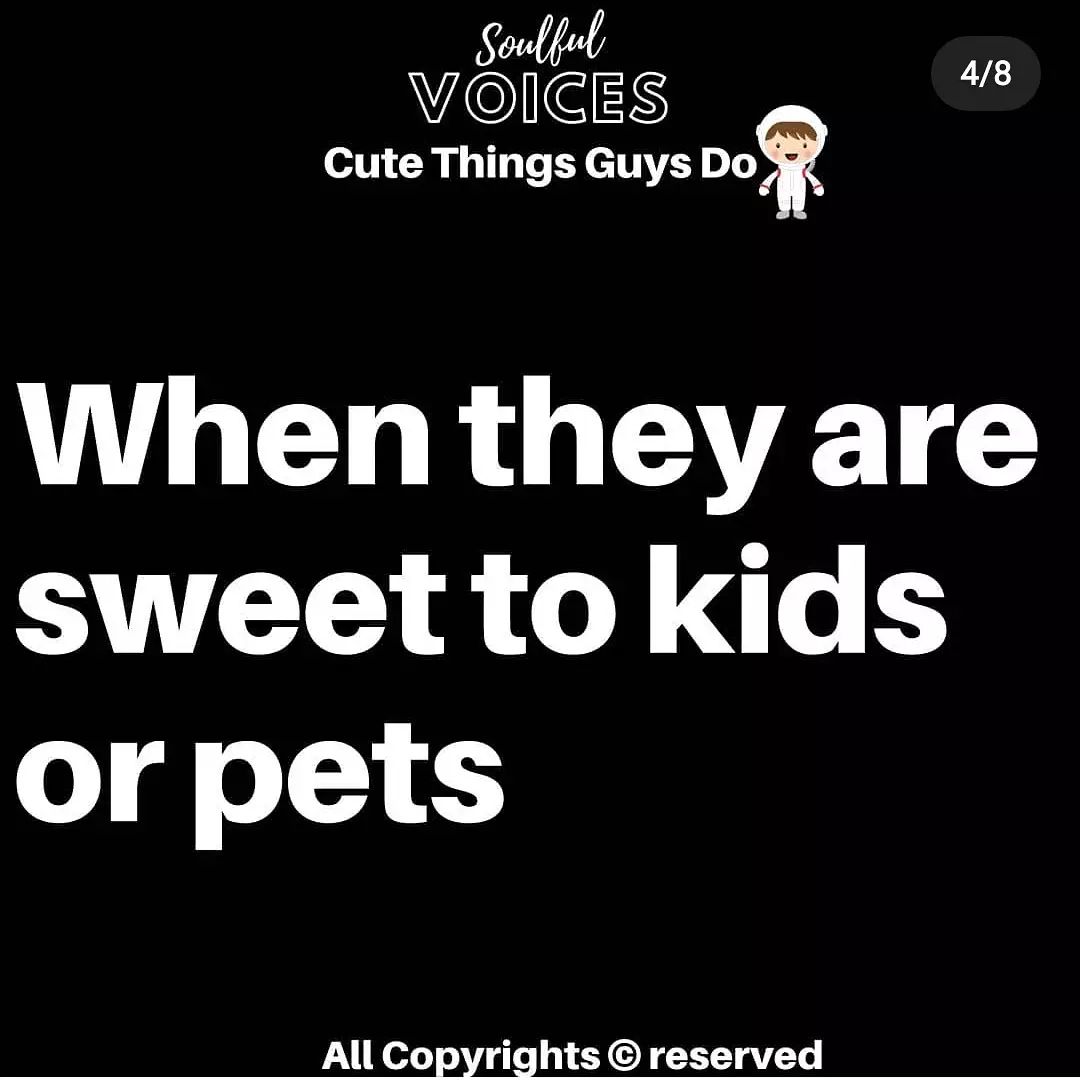 Soulful
VOICES
4/8
Cute Things Guys Do
When they are
sweet to kids
or pets
All Copyrights © reserved